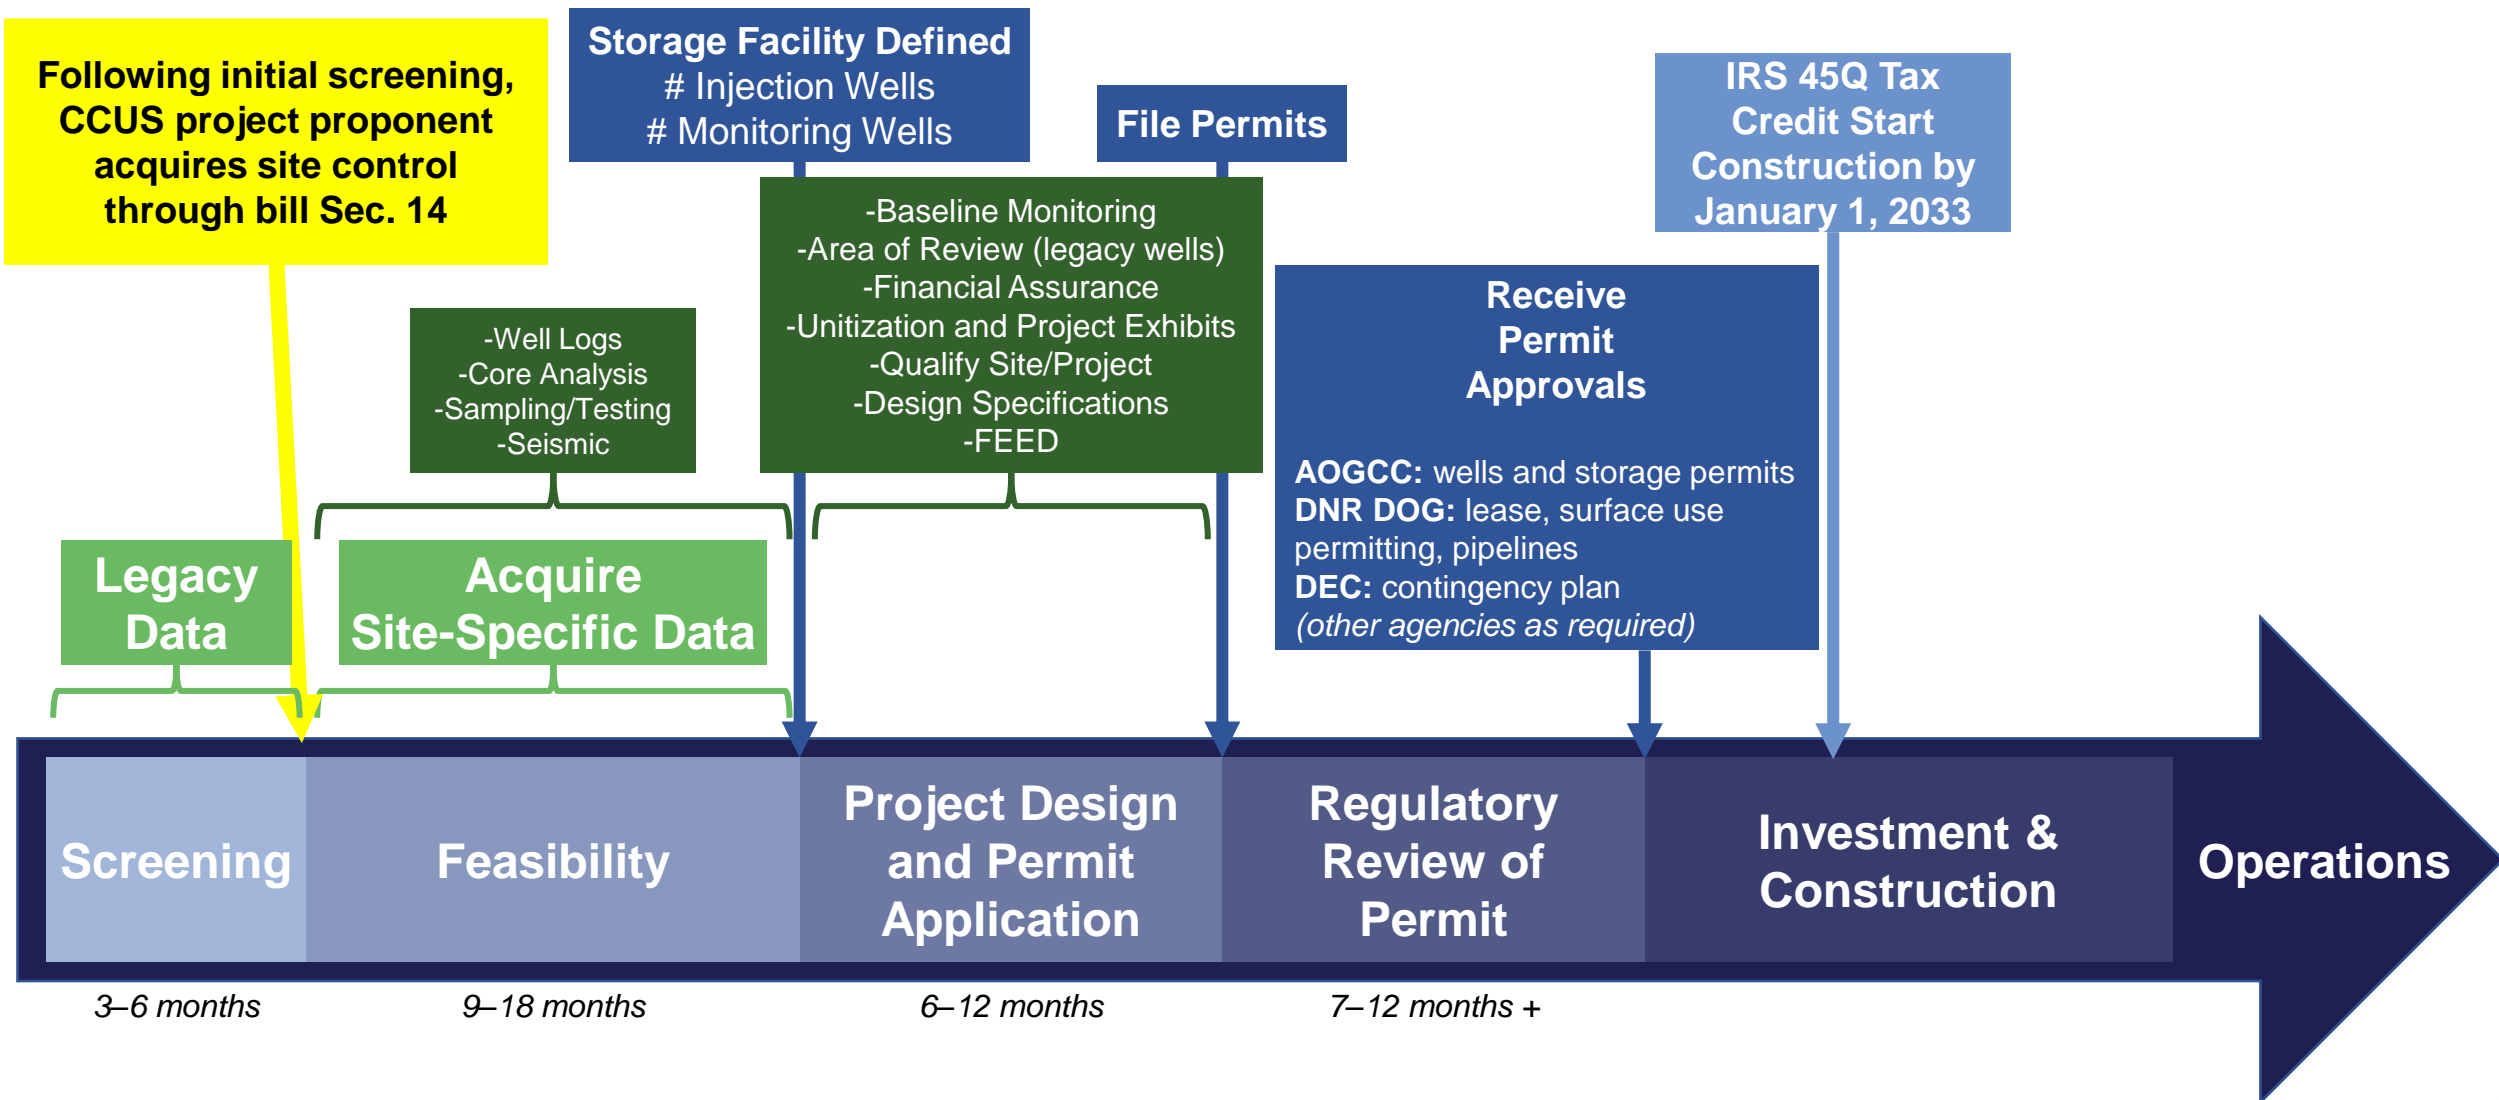 Following initial screening,
CCUS project proponent
acquires site control
through bill Sec. 14
Storage Facility Defined
# Injection Wells
# Monitoring Wells
File Permits
IRS 45Q Tax
Credit Start
Construction by
January 1, 2033
-Well Logs
-Core Analysis
-Sampling/Testing
-Seismic
-Baseline Monitoring
-Area of Review (legacy wells)
-Financial Assurance
-Unitization and Project Exhibits
-Qualify Site/Project
-Design Specifications
-FEED
Receive
Permit
Approvals
AOGCC: wells and storage permits
DNR DOG: lease, surface use
permitting, pipelines
DEC: contingency plan
(other agencies as required)
Legacy
Data
Acquire
Site-Specific Data
Screening
Feasibility
Project Design
and Permit
Application
Regulatory
Review of
Permit
Investment &
Construction
Operations
3–6 months
9–18 months
6–12 months
7–12 months +